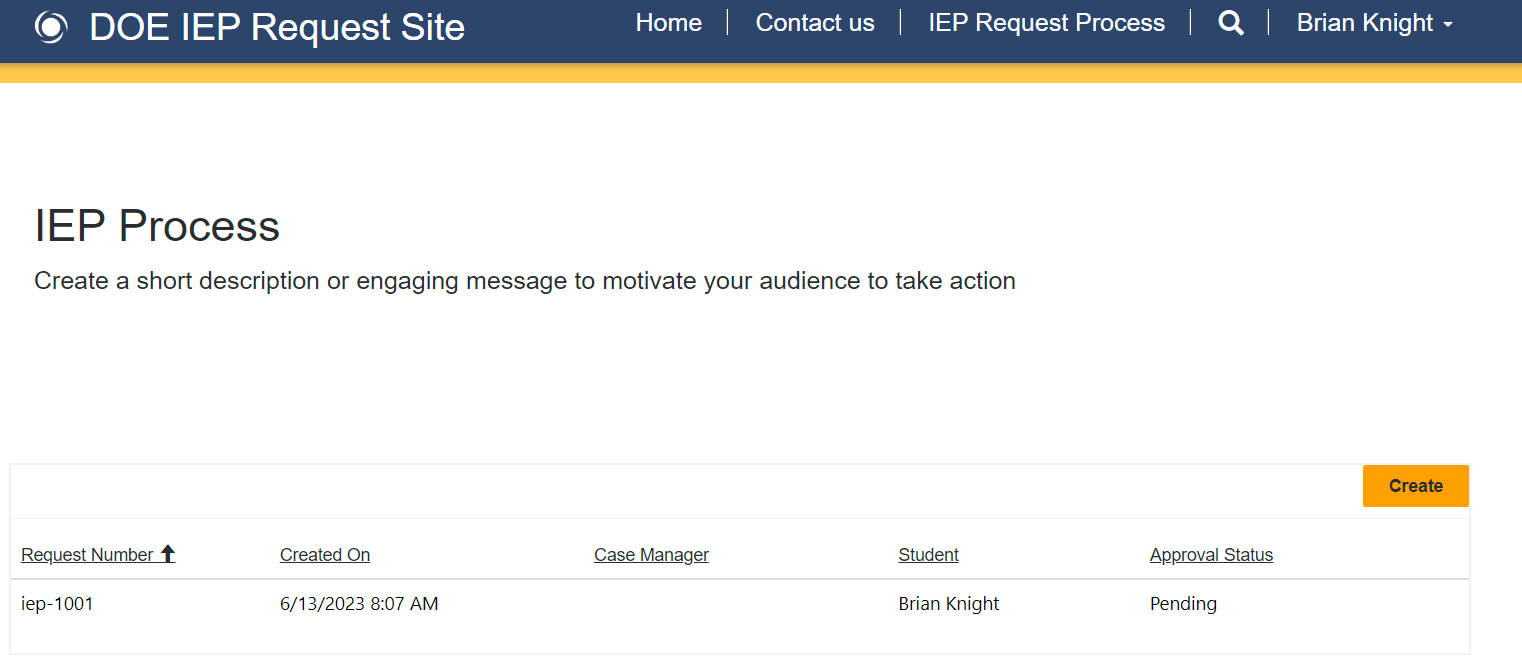 DOE IEP Request Site Home Contact us IEP Request Process Brian Knight
IEP Process
Create a short description or engaging message to motivate your audience to take action
Create
Request Number Created On Case Manager Student Approval Status
iep-1001 6/13/2023 8:07 AM Brian Knight Pending